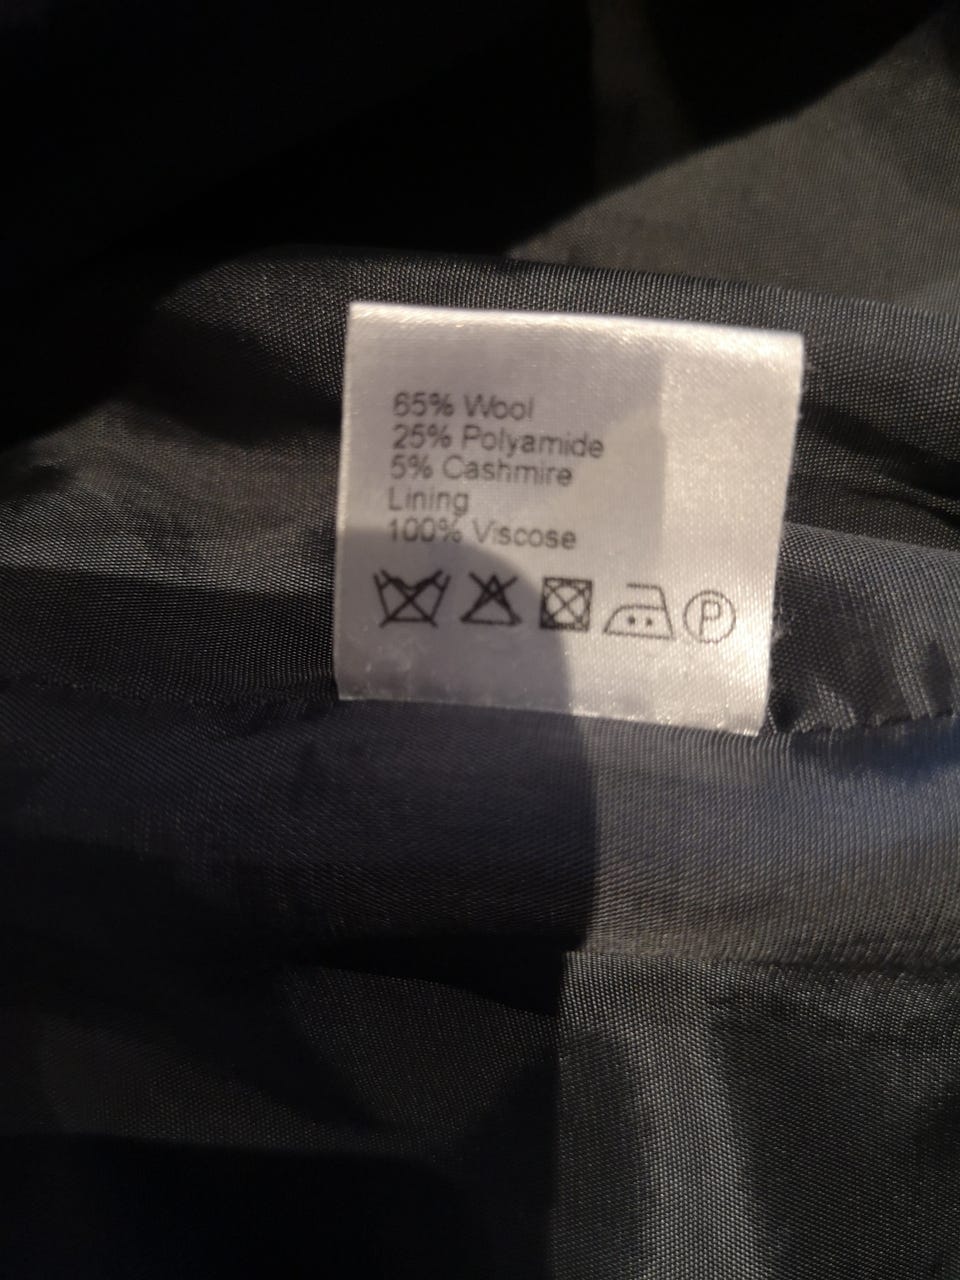 65% Wool
25% Polyamide
5% Cashmire
Lining
100% Viscose
P